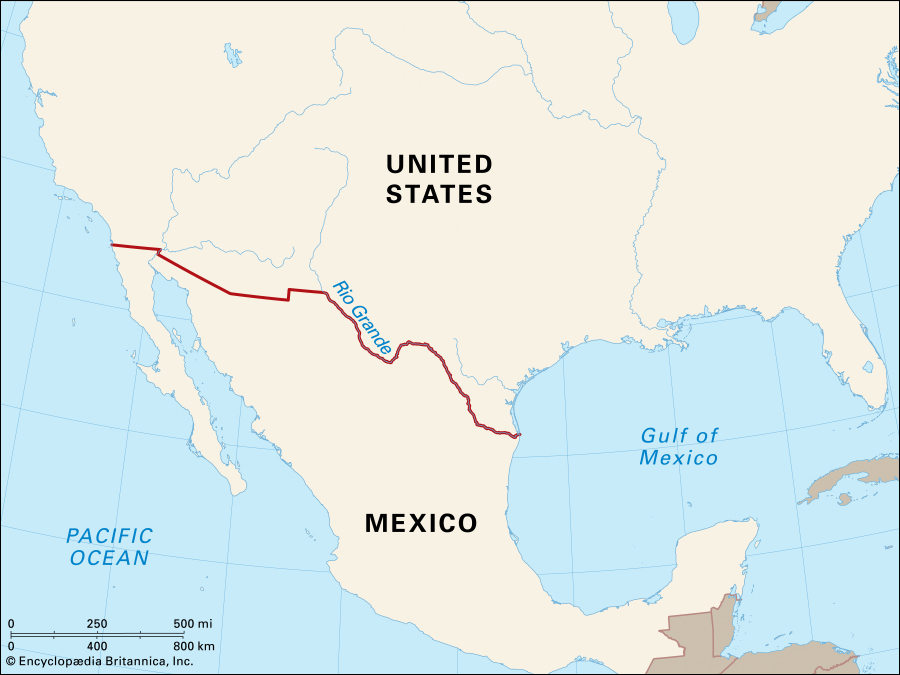 UNITED
STATES
Rio Grande
Gulf of
Mexico
MEXICO
PACIFIC
OCEAN
0 250 500 mi
0 400 800 km
© Encyclopædia Britannica, Inc.